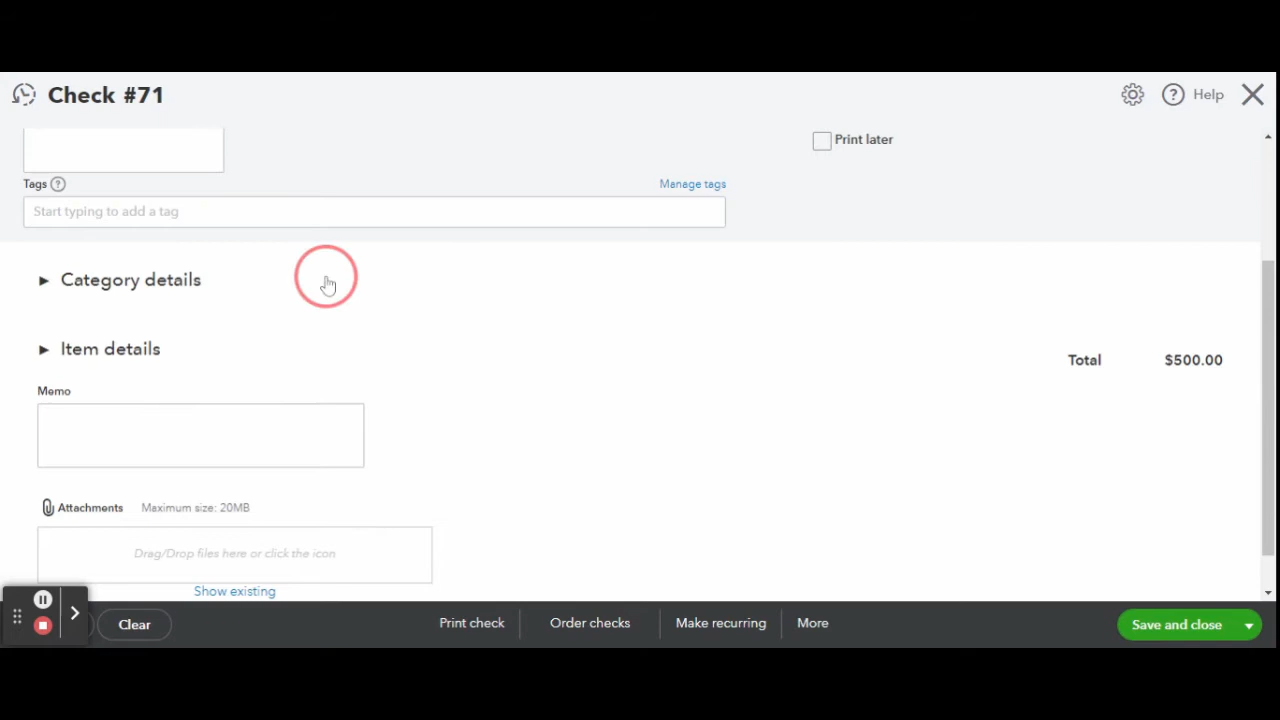 Check #71
? Help
Print later
Tags ?
Manage tags
Start typing to add a tag
Category details
Item details
Total $500.00
Memo
Attachments Maximum size: 20MB
Drag/Drop files here or click the icon
Show existing
Clear
Print check
Order checks
Make recurring
More
Save and close